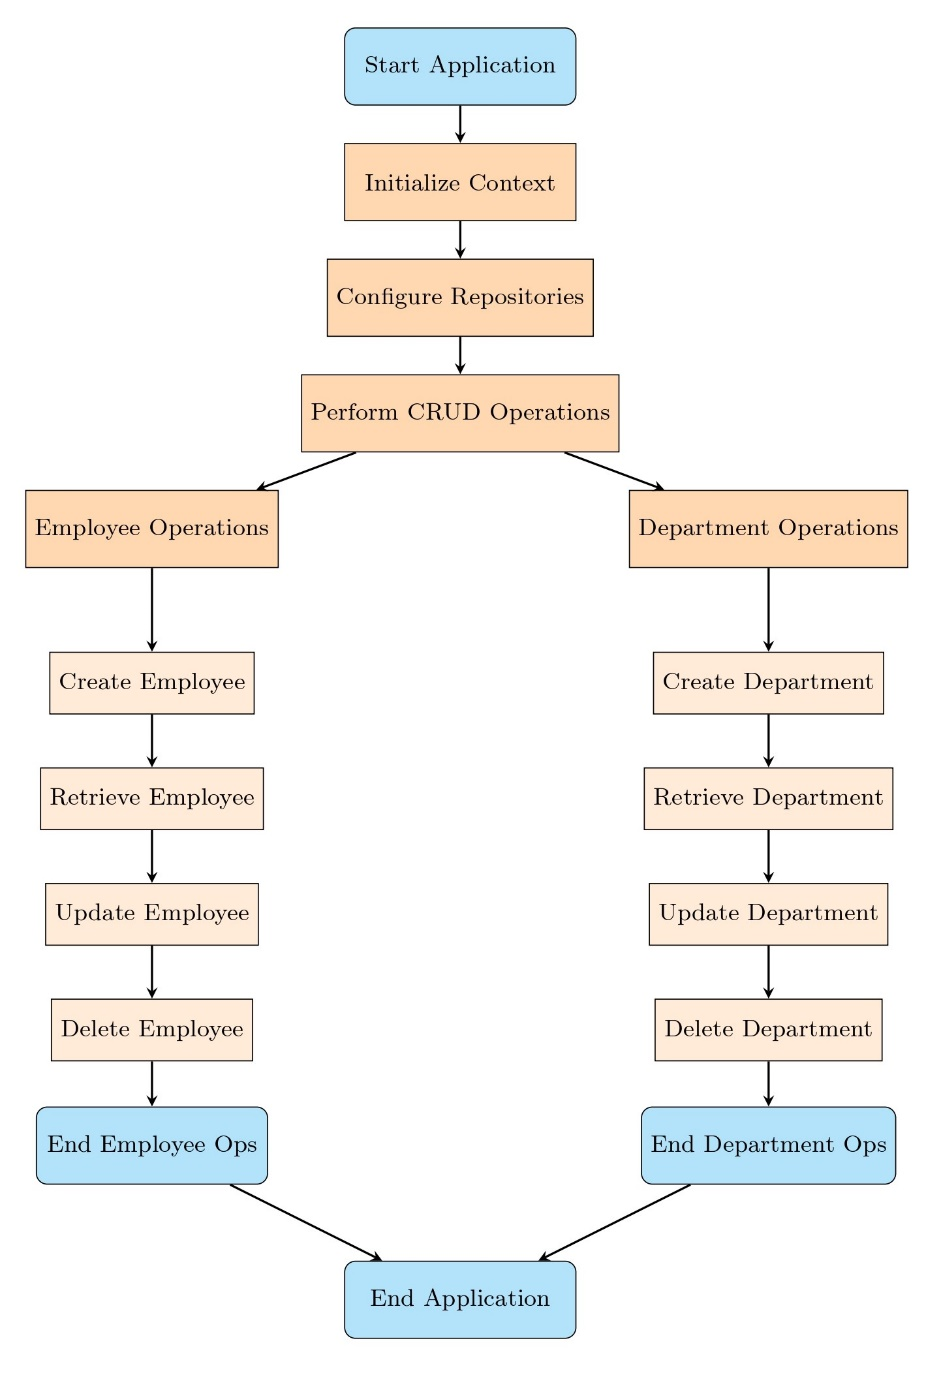 Start Application
Initialize Context
Configure Repositories
Perform CRUD Operations
Employee Operations
Department Operations
Create Employee
Create Department
Retrieve Employee
Retrieve Department
Update Employee
Update Department
Delete Employee
Delete Department
End Employee Ops
End Department Ops
End Application